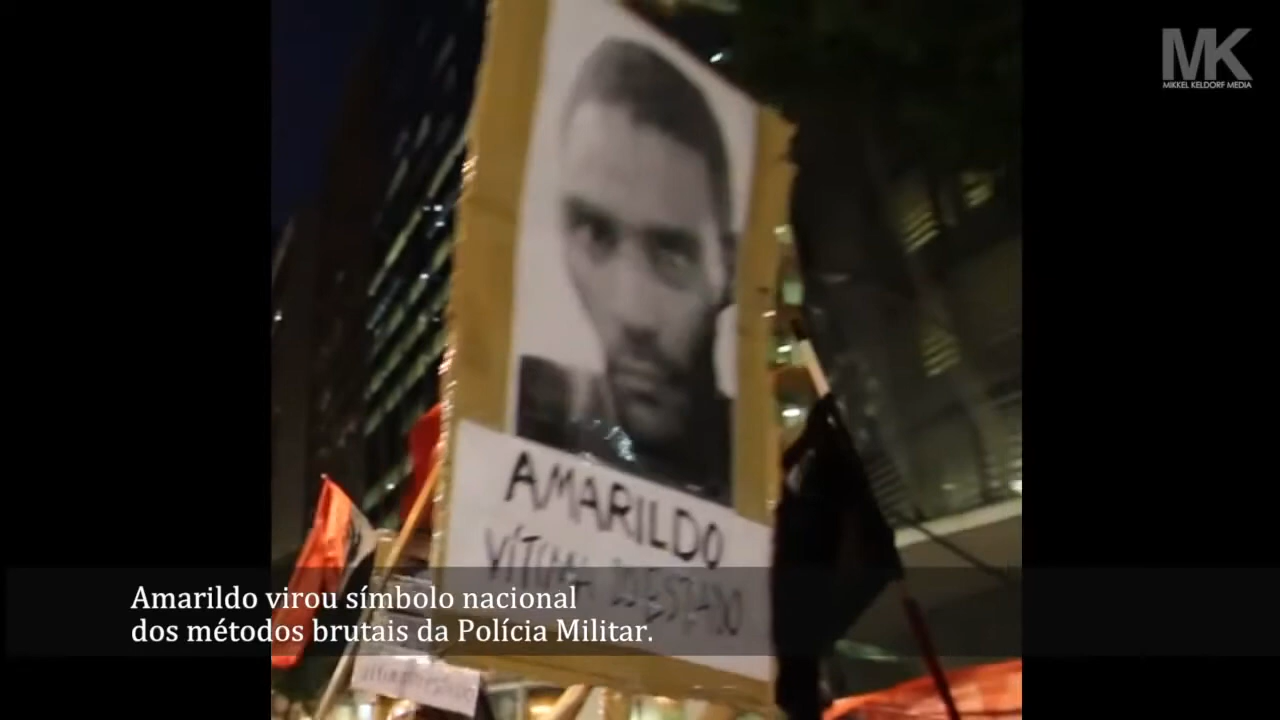 MK
MIKKEL KELDORF MEDIA
AMARILDO
VÍTIMA DO ESTADO
Amarildo virou símbolo nacional
dos métodos brutais da Polícia Militar.